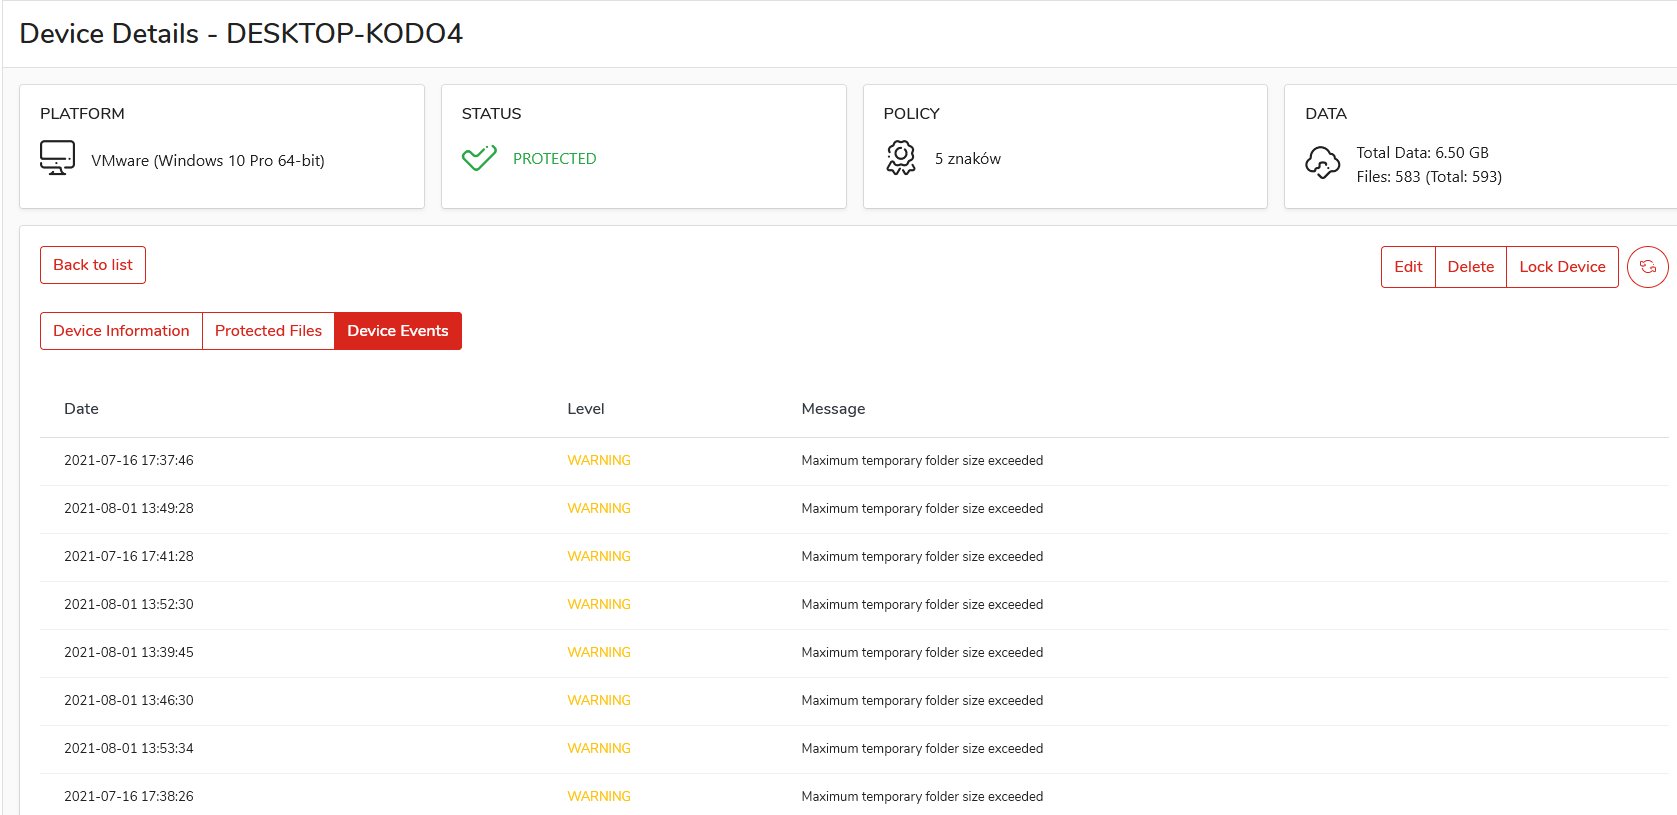 Device Details - DESKTOP-KODO4
PLATFORM
VMware (Windows 10 Pro 64-bit)
STATUS
PROTECTED
POLICY
5 znaków
DATA
Total Data: 6.50 GB
Files: 583 (Total: 593)
Back to list
Edit Delete Lock Device
Device Information Protected Files Device Events
Date Level Message
2021-07-16 17:37:46 WARNING Maximum temporary folder size exceeded
2021-08-01 13:49:28 WARNING Maximum temporary folder size exceeded
2021-07-16 17:41:28 WARNING Maximum temporary folder size exceeded
2021-08-01 13:52:30 WARNING Maximum temporary folder size exceeded
2021-08-01 13:39:45 WARNING Maximum temporary folder size exceeded
2021-08-01 13:46:30 WARNING Maximum temporary folder size exceeded
2021-08-01 13:53:34 WARNING Maximum temporary folder size exceeded
2021-07-16 17:38:26 WARNING Maximum temporary folder size exceeded